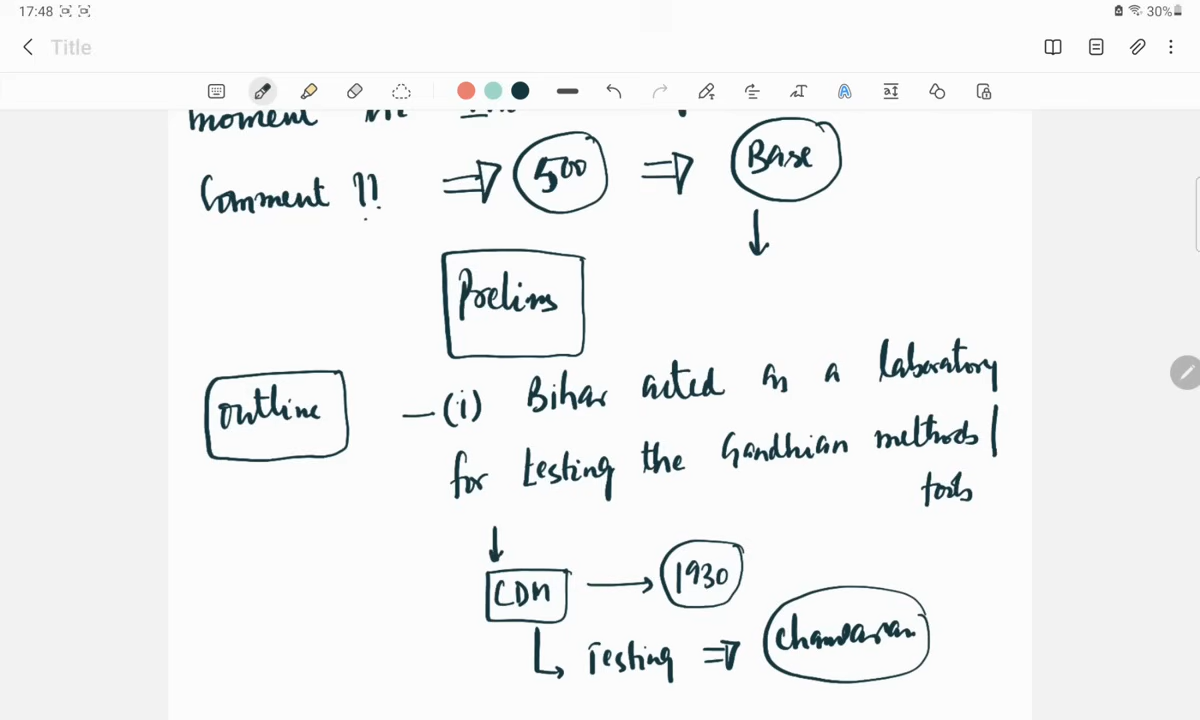 17:48 30%
Title
moment
Comment ?? ⇒ 500 ⇒ Base
↓
Prelims
Outline — (i) Bihar acted as a laboratory
for testing the Gandhian methods |
tools
↓
CDM → 1930
↳ Testing ⇒ Champaran